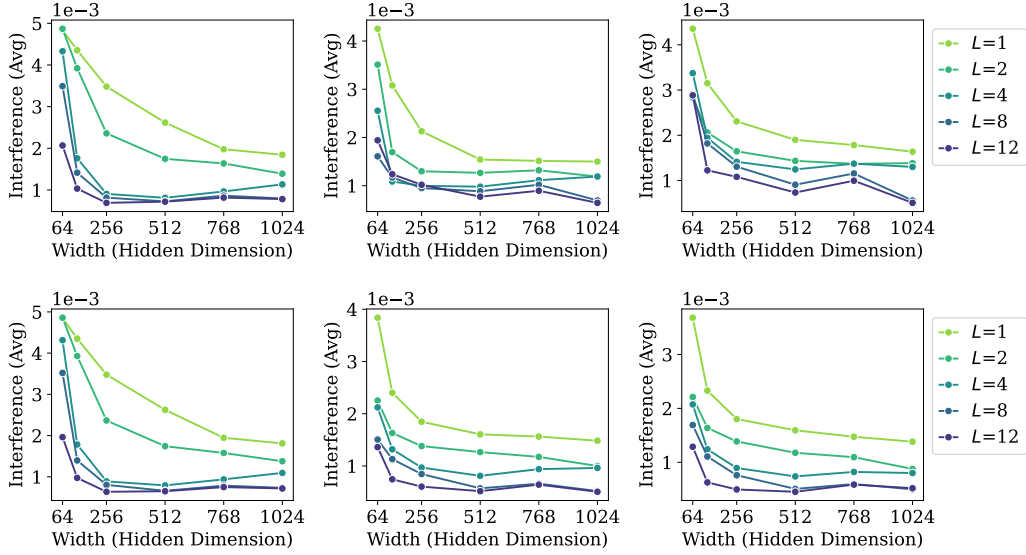 1e−3
1e−3
1e−3
Interference (Avg)
5
4
3
2
1
64 256 512 768 1024
Width (Hidden Dimension)
Interference (Avg)
4
3
2
1
64 256 512 768 1024
Width (Hidden Dimension)
Interference (Avg)
4
3
2
1
64 256 512 768 1024
Width (Hidden Dimension)
L=1
L=2
L=4
L=8
L=12
1e−3
1e−3
1e−3
Interference (Avg)
5
4
3
2
1
64 256 512 768 1024
Width (Hidden Dimension)
Interference (Avg)
4
3
2
1
64 256 512 768 1024
Width (Hidden Dimension)
Interference (Avg)
3
2
1
64 256 512 768 1024
Width (Hidden Dimension)
L=1
L=2
L=4
L=8
L=12